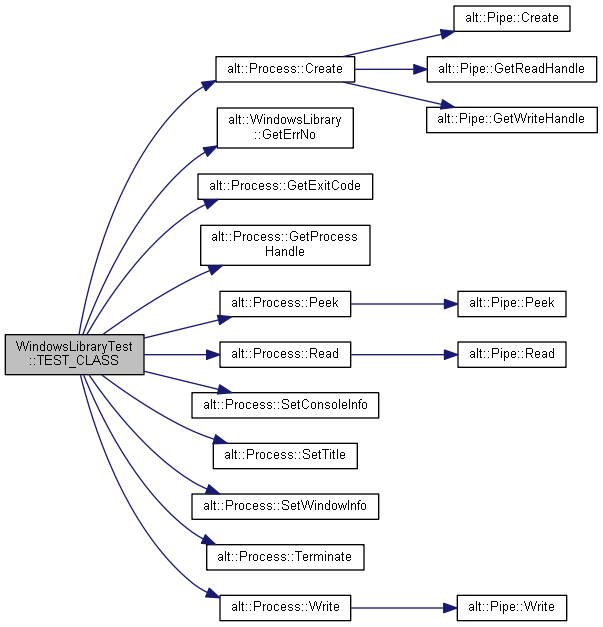 alt::Pipe::Create
alt::Process::Create
alt::Pipe::GetReadHandle
alt::Pipe::GetWriteHandle
alt::WindowsLibrary
::GetErrNo
alt::Process::GetExitCode
alt::Process::GetProcess
Handle
alt::Process::Peek
alt::Pipe::Peek
WindowsLibraryTest
::TEST_CLASS
alt::Process::Read
alt::Pipe::Read
alt::Process::SetConsoleInfo
alt::Process::SetTitle
alt::Process::SetWindowInfo
alt::Process::Terminate
alt::Process::Write
alt::Pipe::Write